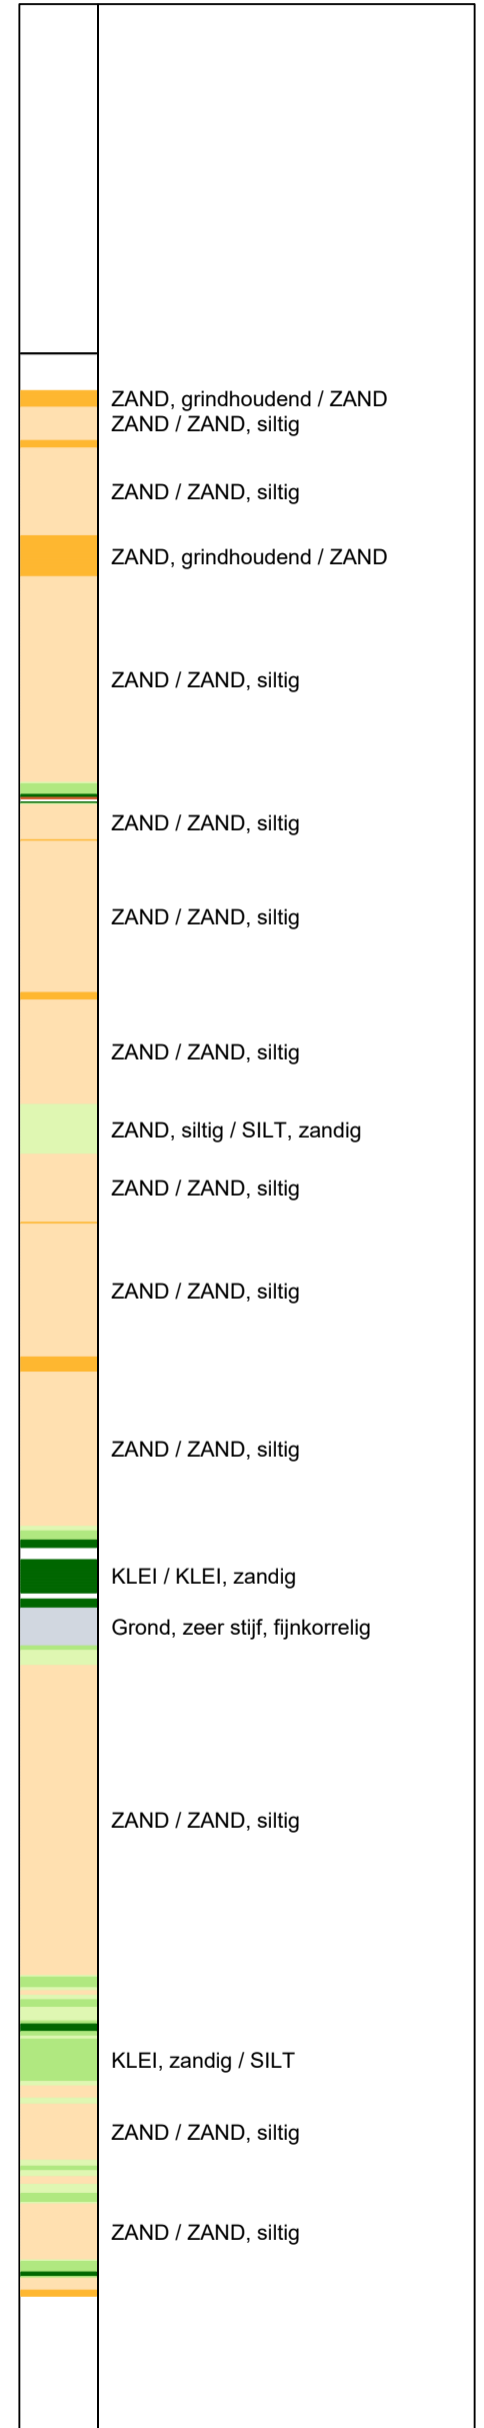 ZAND, grindhoudend / ZAND
ZAND / ZAND, siltig
ZAND / ZAND, siltig
ZAND, grindhoudend / ZAND
ZAND / ZAND, siltig
ZAND / ZAND, siltig
ZAND / ZAND, siltig
ZAND / ZAND, siltig
ZAND, siltig / SILT, zandig
ZAND / ZAND, siltig
ZAND / ZAND, siltig
ZAND / ZAND, siltig
KLEI / KLEI, zandig
Grond, zeer stijf, fijnkorrelig
ZAND / ZAND, siltig
KLEI, zandig / SILT
ZAND / ZAND, siltig
ZAND / ZAND, siltig